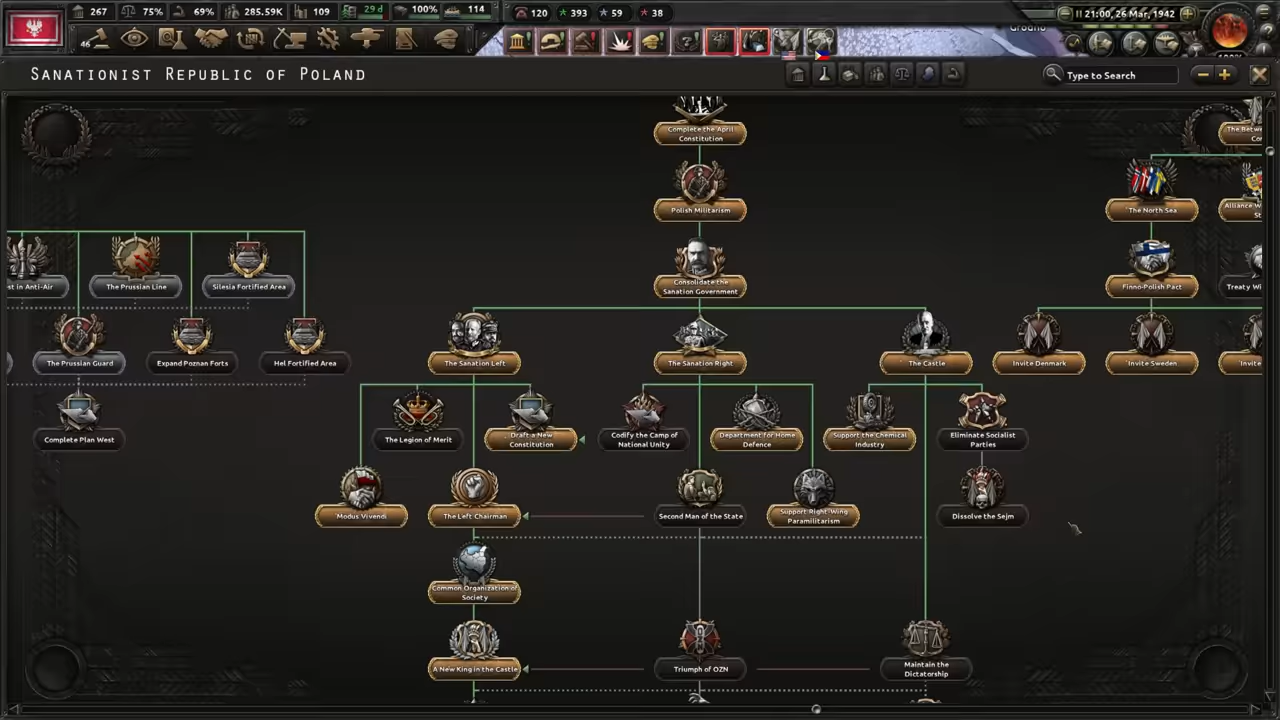 267 75% 69% 285.59K 109 29 d 100% 114 120 393 59 38 21:00, 26 Mar, 1942
46
Sanationist Republic of Poland
Type to Search
Complete the April
Constitution
Polish Militarism
The North Sea
Consolidate the
Sanation Government
Finno-Polish Pact
The Prussian Line
Silesia Fortified Area
The Prussian Guard
Expand Poznan Forts
Hel Fortified Area
The Sanation Left
The Sanation Right
The Castle
Invite Denmark
Invite Sweden
Complete Plan West
The Legion of Merit
Draft a New
Constitution
Codify the Camp of
National Unity
Department for Home
Defence
Support the Chemical
Industry
Eliminate Socialist
Parties
Modus Vivendi
The Left Chairman
Second Man of the State
Support Right-Wing
Paramilitarism
Dissolve the Sejm
Common Organization of
Society
A New King in the Castle
Triumph of OZN
Maintain the
Dictatorship